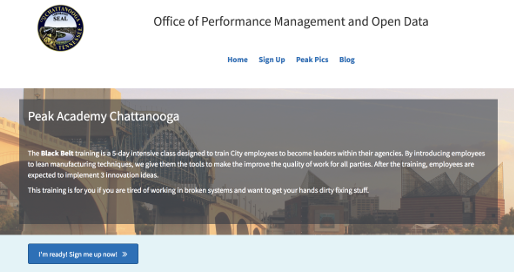 CHATTANOOGA
SEAL
TENNESSEE
Office of Performance Management and Open Data
Home Sign Up Peak Pics Blog
Peak Academy Chattanooga
The Black Belt training is a 5-day intensive class designed to train City employees to become leaders within their agencies. By introducing employees
to lean manufacturing techniques, we give them the tools to make the improve the quality of work for all parties. After the training, employees are
expected to implement 3 Innovation Ideas.
This training is for you if you are tired of working in broken systems and want to get your hands dirty fixing stuff.
I'm ready! Sign me up now! »